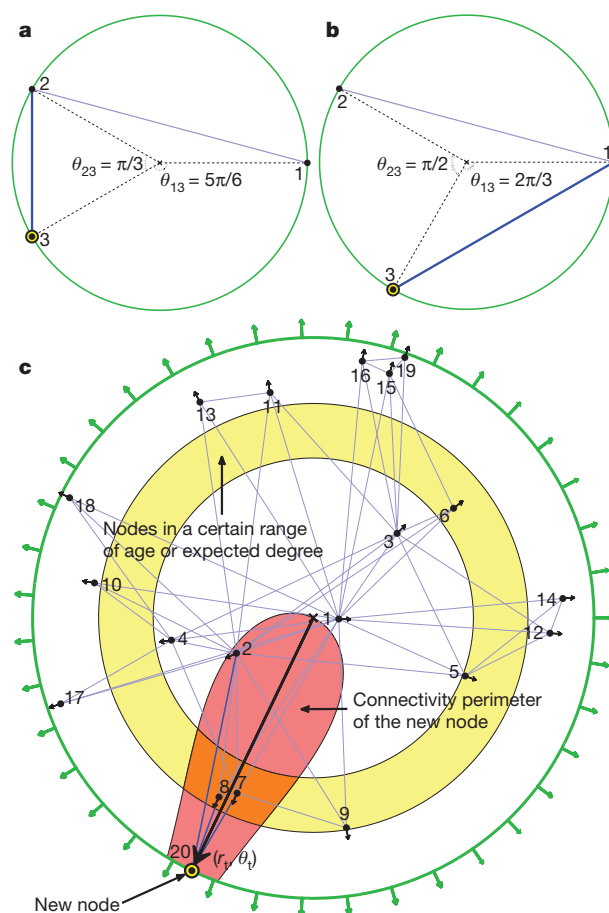 a
b
2
2
θ23 = π/3
θ13 = 5π/6
1
3
θ23 = π/2
θ13 = 2π/3
1
3
c
16
19
15
13
11
18
6
3
Nodes in a certain range
of age or expected degree
10
14
1
12
4
2
5
17
Connectivity perimeter
of the new node
8
7
9
20
(rt, θt)
New node